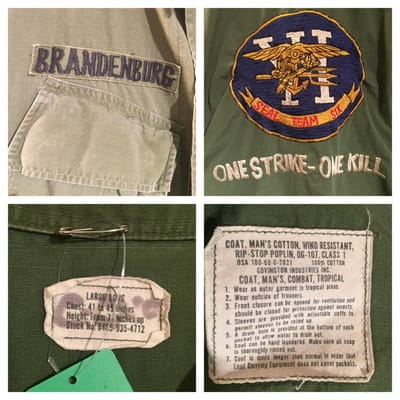 BRANDENBURG
VI
SEAL TEAM SIX
ONE STRIKE-ONE KILL
LARGE LONG
Chest: 41 to 45 inches
Height: From 71 inches up
Stock No. 8405-935-4712
COAT, MAN'S COTTON, WIND RESISTANT,
RIP-STOP POPLIN, OG-107, CLASS 1
DSA 100-68-C-2021 100% COTTON
COVINGTON INDUSTRIES INC.
COAT, MAN'S, COMBAT, TROPICAL
1. Wear as outer garment in tropical areas.
2. Wear outside of trousers.
3. Front closure can be opened for ventilation and
should be closed for protection against insects.
4. Sleeves are provided with adjustable cuffs to
permit sleeves to be rolled up.
5. A drain hole is provided at the bottom of each
pocket to allow water to drain out.
6. Coat can be hand laundered. Make sure all soap
is thoroughly rinsed out.
7. Coat is made longer than normal in order that
Load Carrying Equipment does not cover pockets.